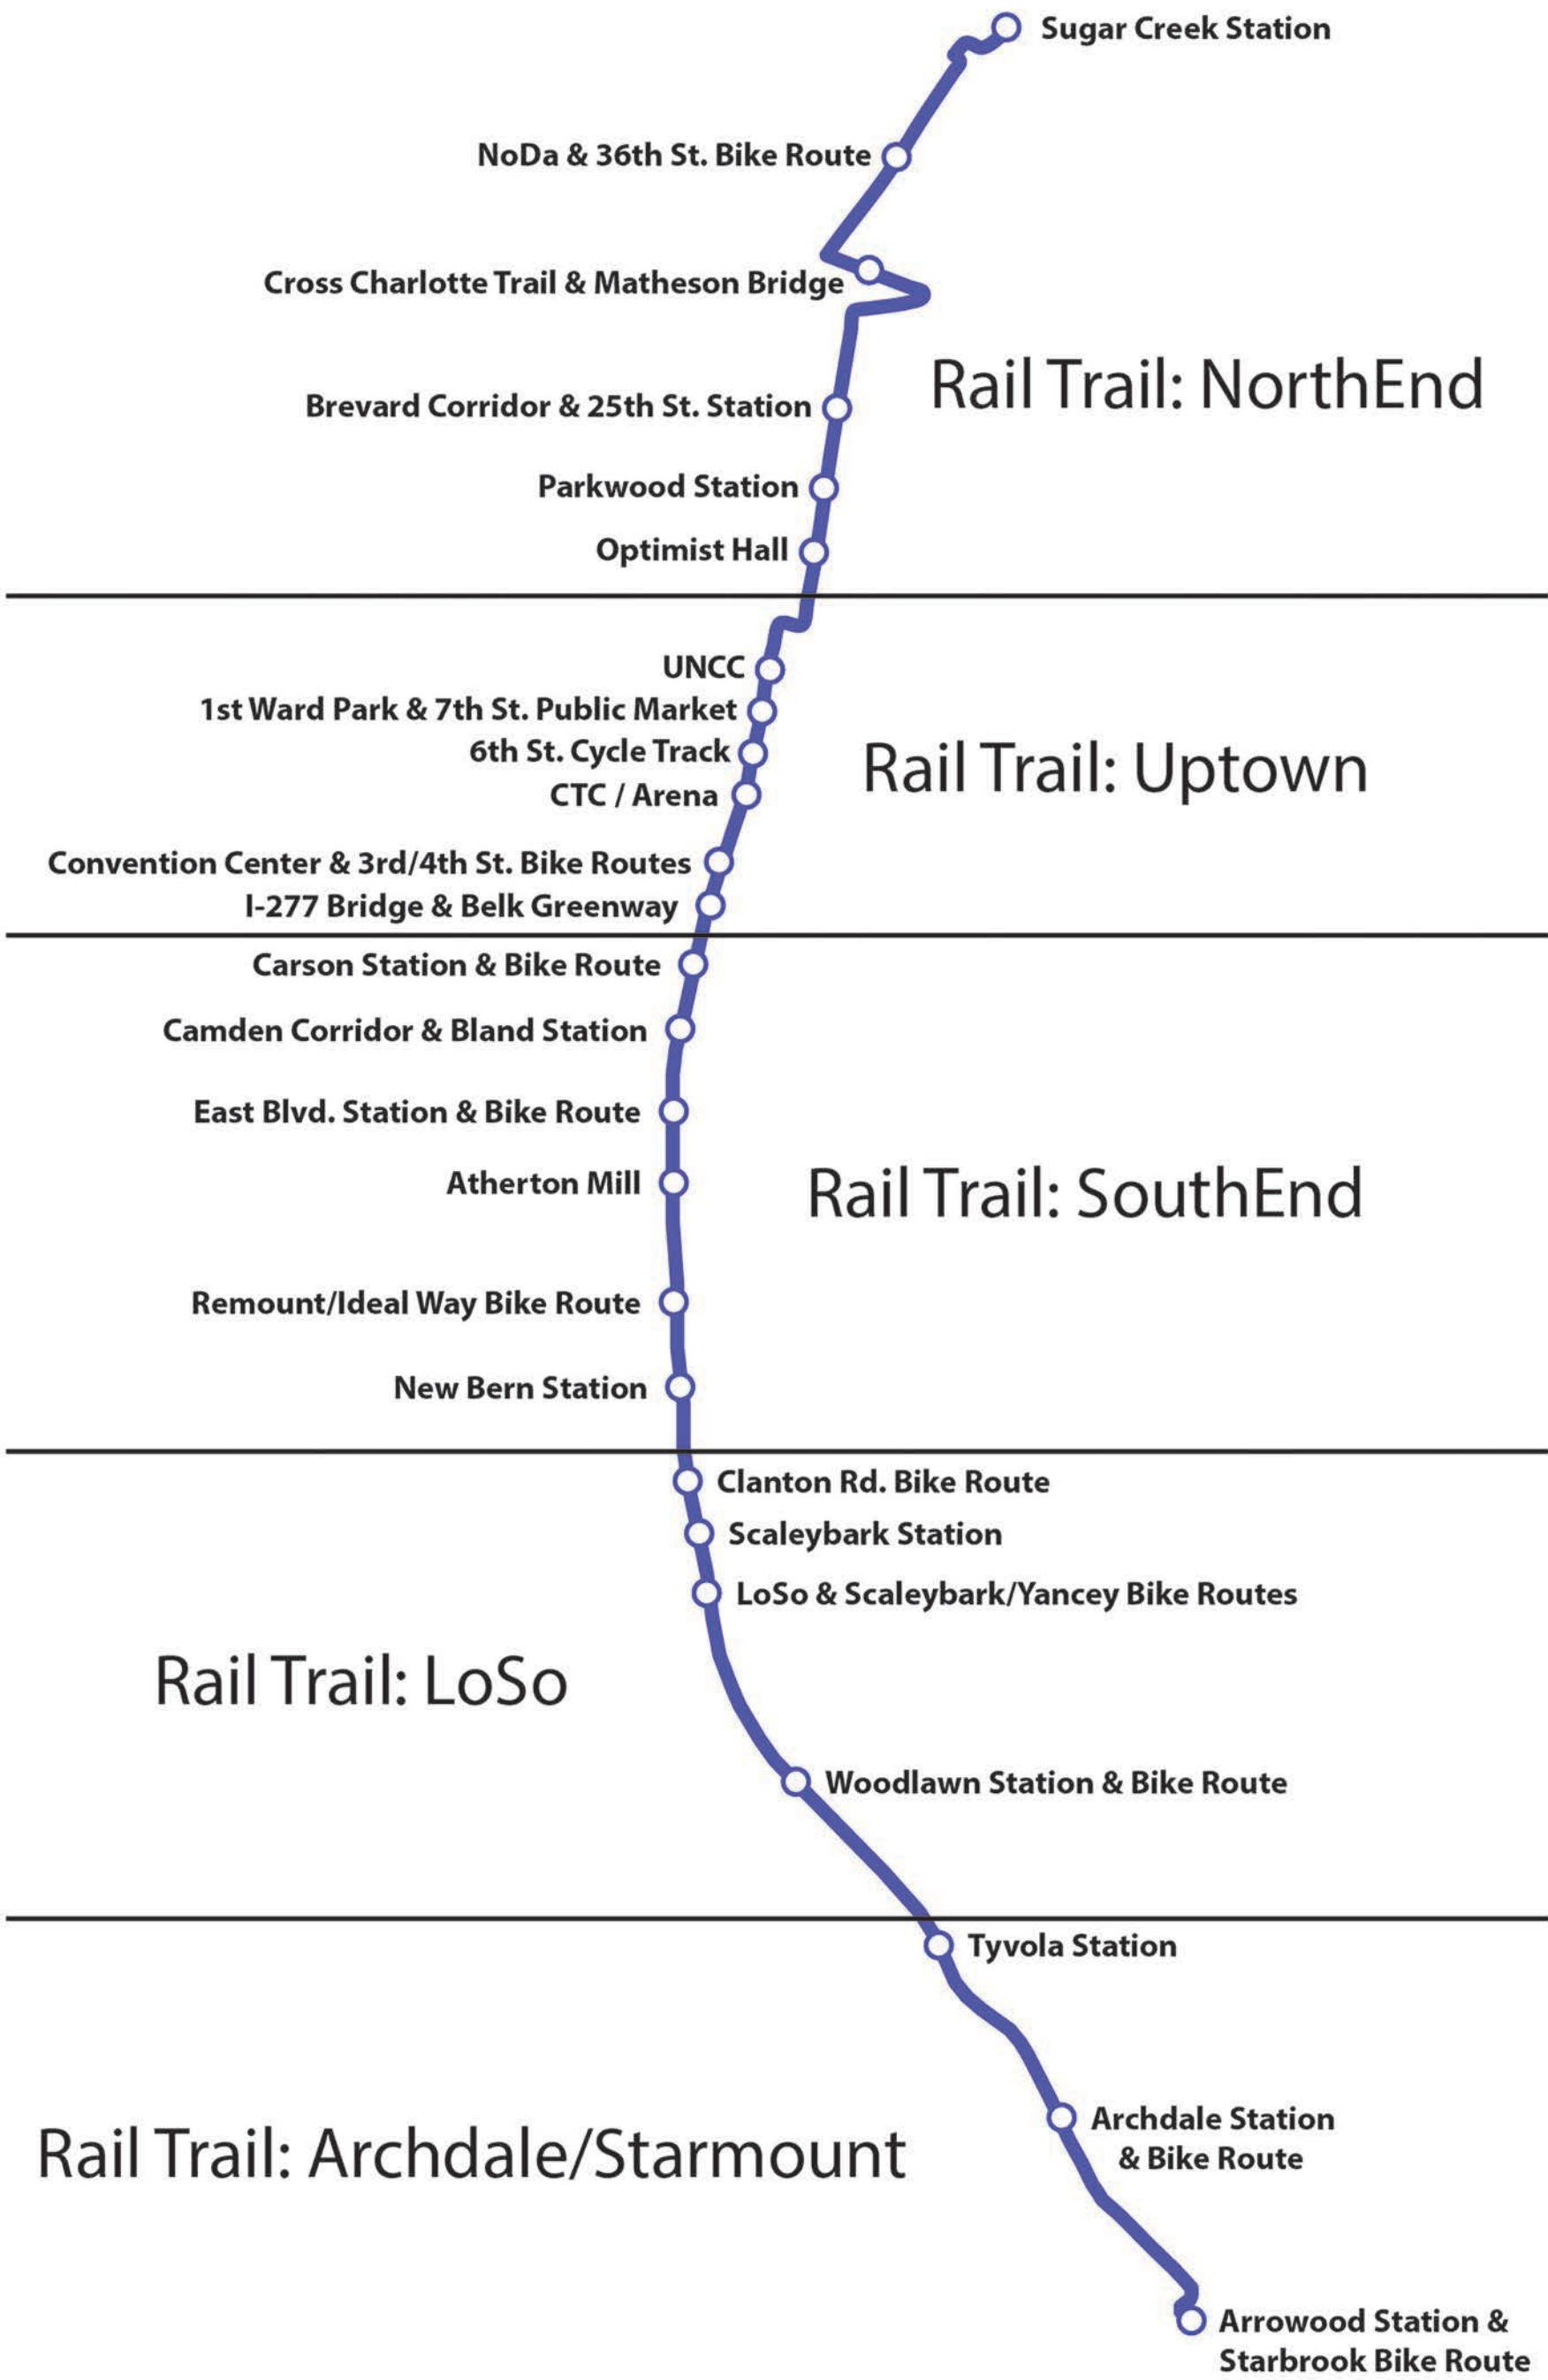 Sugar Creek Station
NoDa & 36th St. Bike Route
Cross Charlotte Trail & Matheson Bridge
Rail Trail: NorthEnd
Brevard Corridor & 25th St. Station
Parkwood Station
Optimist Hall
UNCC
1st Ward Park & 7th St. Public Market
6th St. Cycle Track
Rail Trail: Uptown
CTC / Arena
Convention Center & 3rd/4th St. Bike Routes
I-277 Bridge & Belk Greenway
Carson Station & Bike Route
Camden Corridor & Bland Station
East Blvd. Station & Bike Route
Atherton Mill
Rail Trail: SouthEnd
Remount/Ideal Way Bike Route
New Bern Station
Clanton Rd. Bike Route
Scaleybark Station
LoSo & Scaleybark/Yancey Bike Routes
Rail Trail: LoSo
Woodlawn Station & Bike Route
Tyvola Station
Archdale Station
& Bike Route
Rail Trail: Archdale/Starmount
Arrowood Station &
Starbrook Bike Route